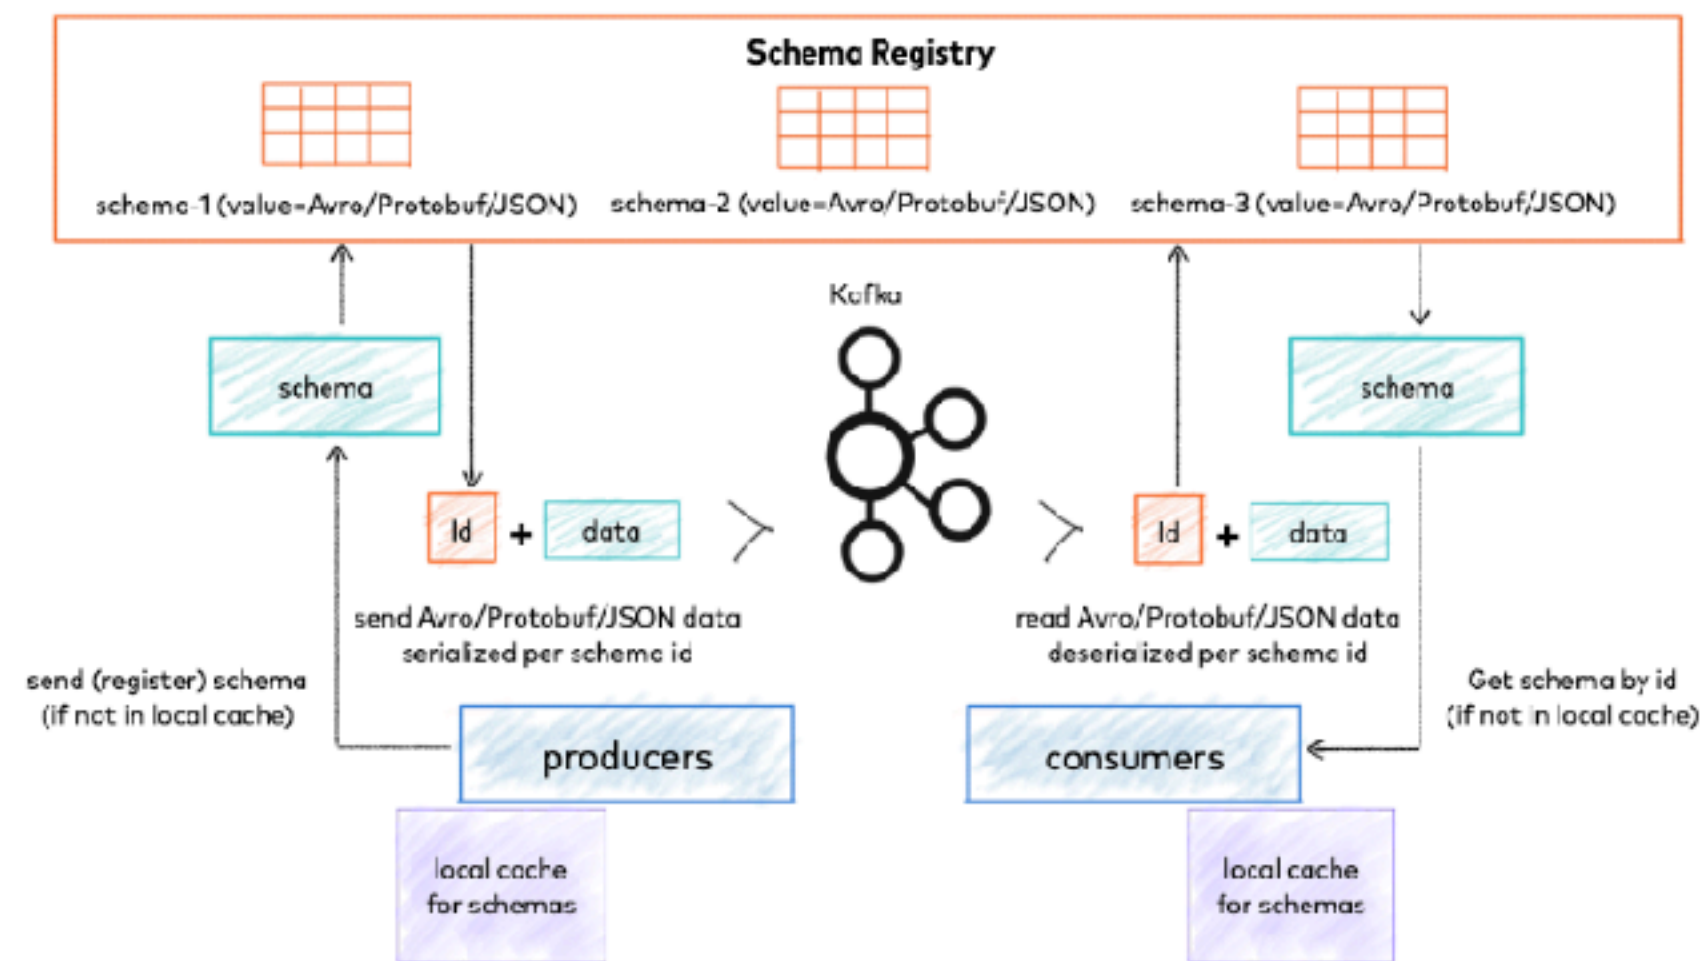 Schema Registry
schema-1 (value=Avro/Protobuf/JSON)
schema-2 (value=Avro/Protobuf/JSON)
schema-3 (value=Avro/Protobuf/JSON)
Kafka
schema
schema
Id + data
Id + data
send Avro/Protobuf/JSON data
serialized per schema id
read Avro/Protobuf/JSON data
deserialized per schema id
send (register) schema
(if not in local cache)
Get schema by id
(if not in local cache)
producers
consumers
local cache
for schemas
local cache
for schemas